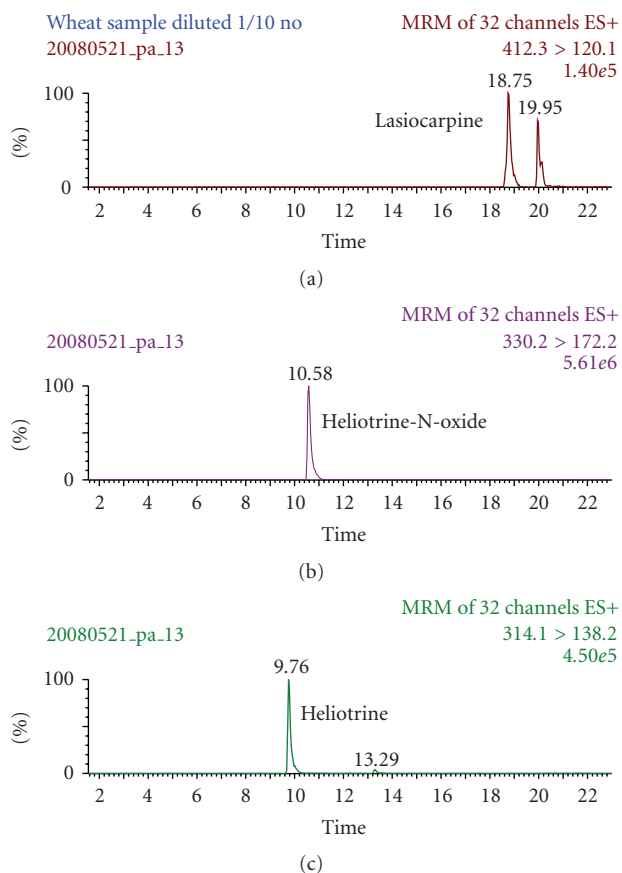 Wheat sample diluted 1/10 no
MRM of 32 channels ES+
20080521_pa_13
412.3 > 120.1
1.40e5
18.75
100
19.95
Lasiocarpine
(%)
0
2 4 6 8 10 12 14 16 18 20 22
Time
(a)
MRM of 32 channels ES+
20080521_pa_13
330.2 > 172.2
5.61e6
10.58
100
Heliotrine-N-oxide
(%)
0
2 4 6 8 10 12 14 16 18 20 22
Time
(b)
MRM of 32 channels ES+
20080521_pa_13
314.1 > 138.2
4.50e5
9.76
100
Heliotrine
(%)
13.29
0
2 4 6 8 10 12 14 16 18 20 22
Time
(c)